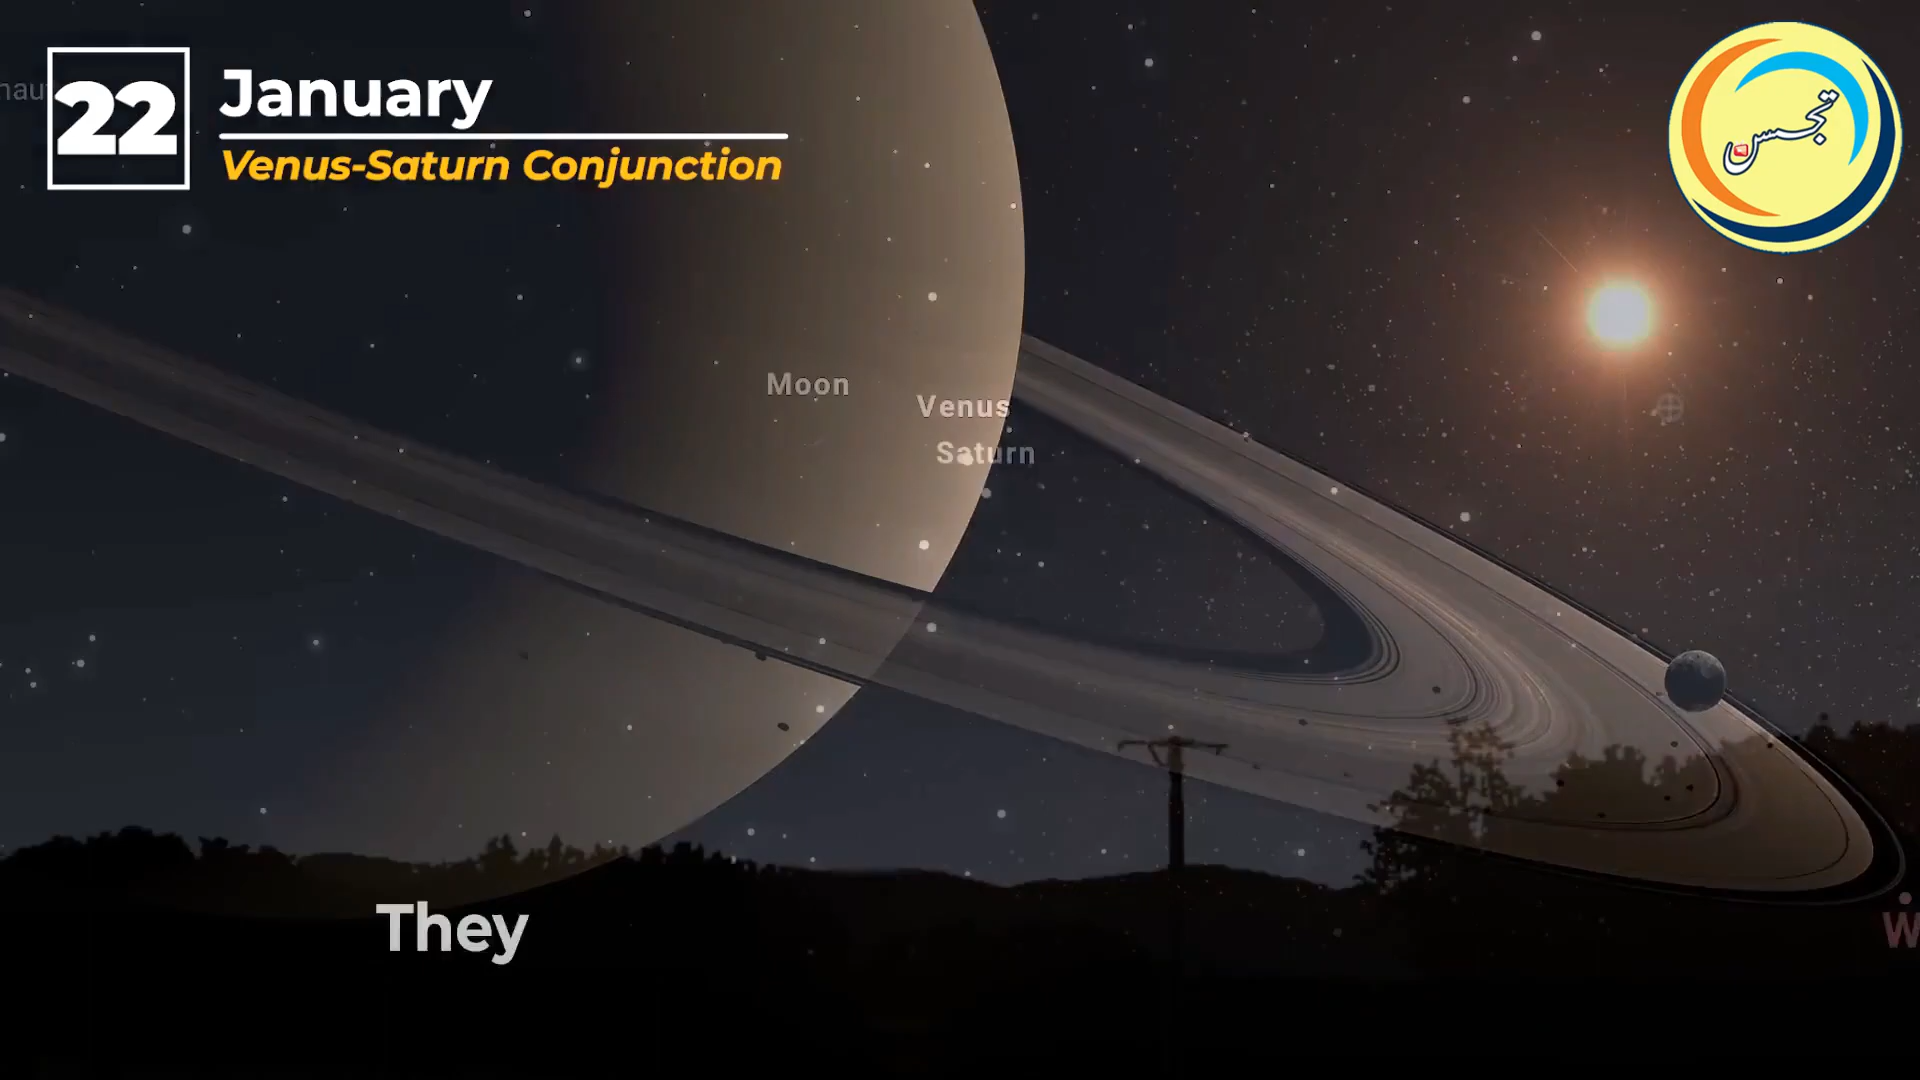 22
January
Venus-Saturn Conjunction
تجسس
Moon
Venus
Saturn
They
W